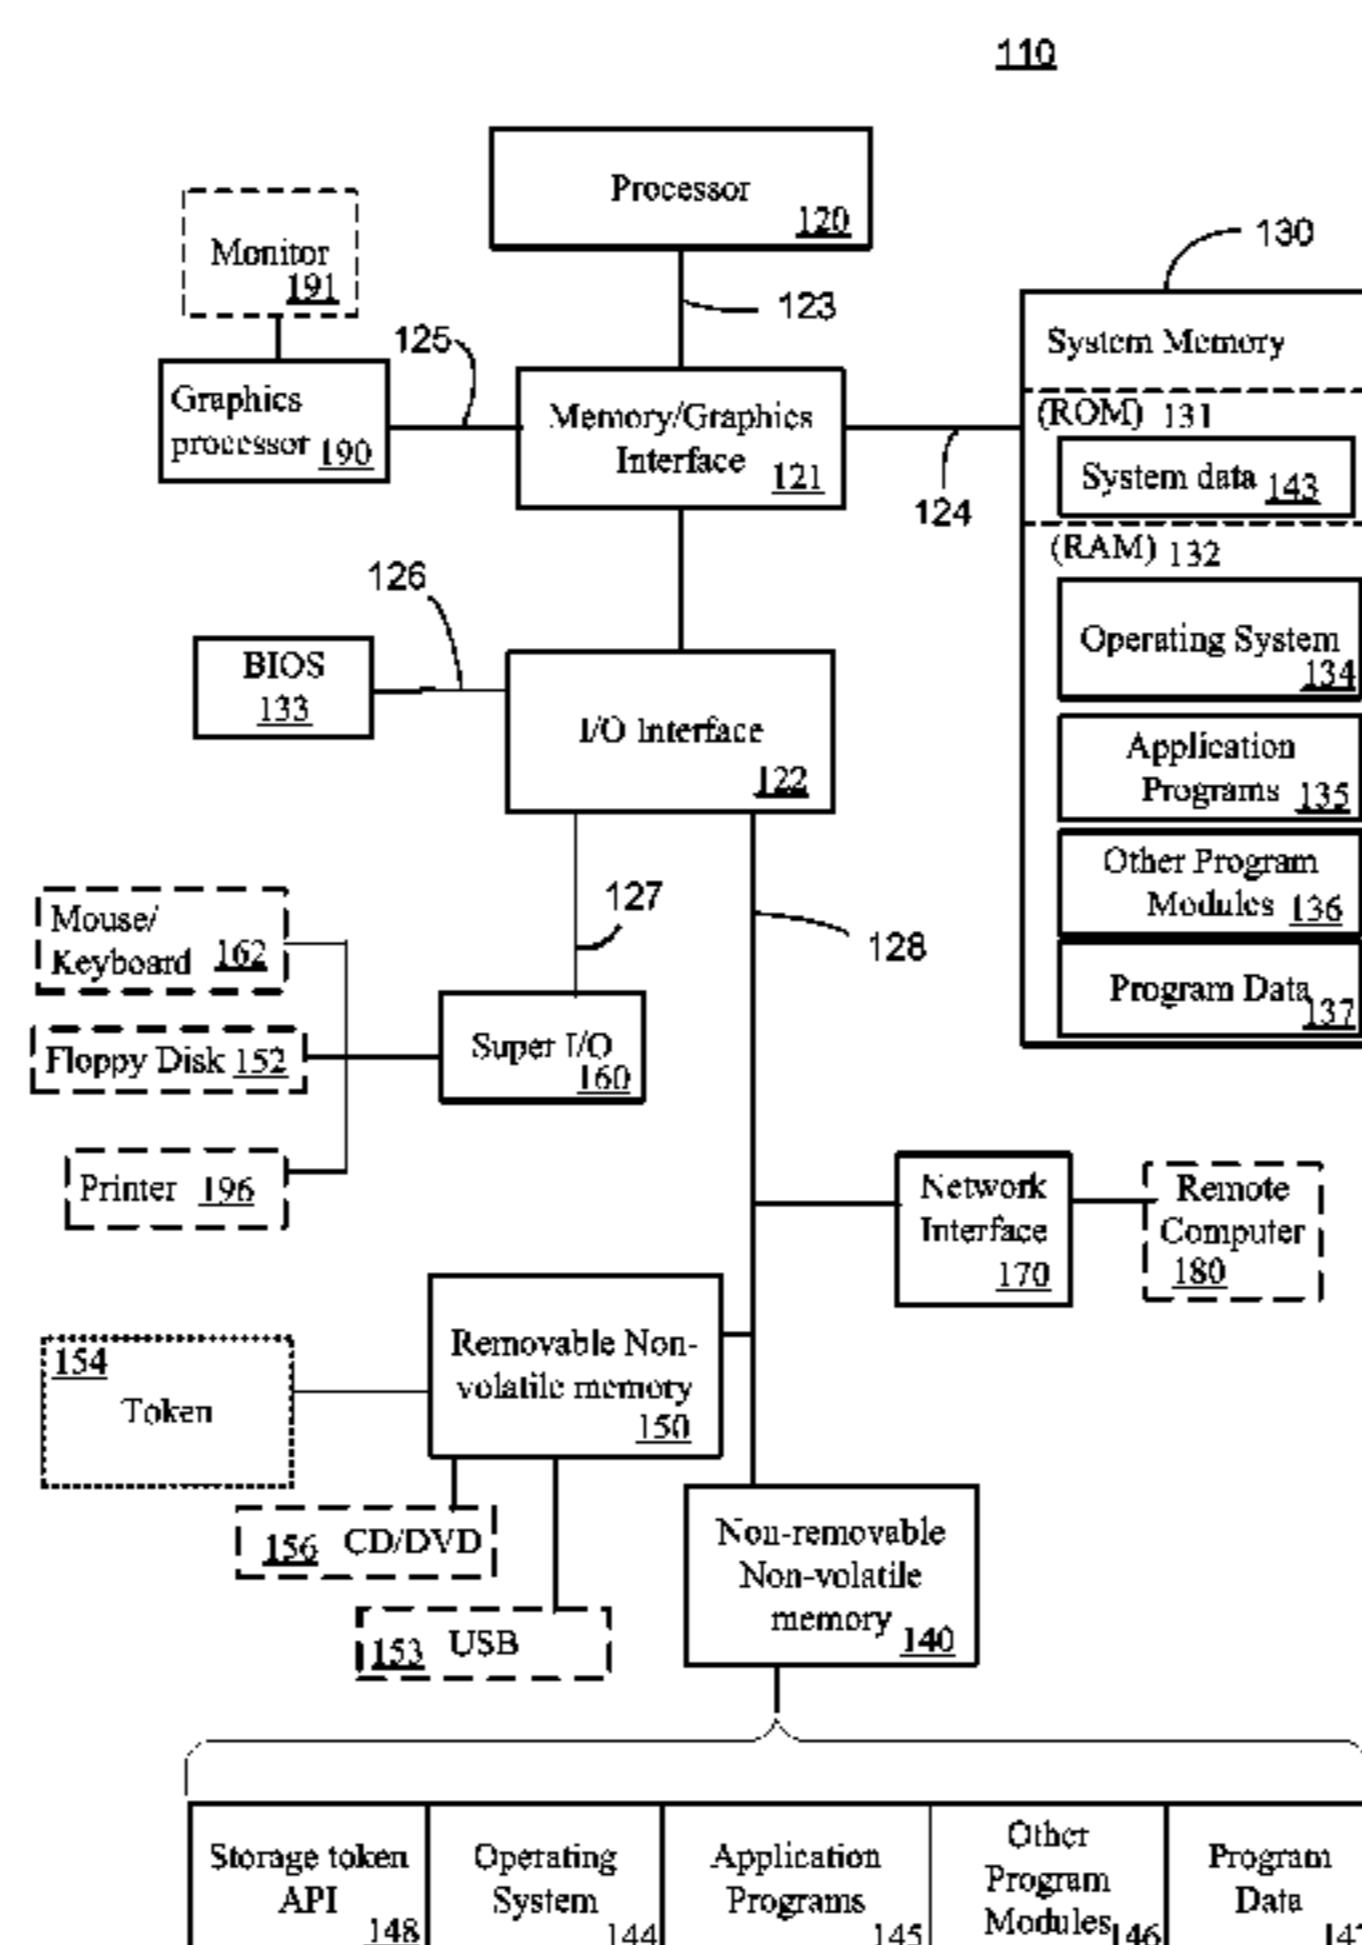 110
Processor
120
Monitor
191
130
123
125
System Memory
Graphics
processor 190
Memory/Graphics
Interface
121
(ROM) 131
System data 143
124
(RAM) 132
126
Operating System
134
BIOS
133
I/O Interface
122
Application
Programs 135
Other Program
Modules 136
127
128
Mouse/
Keyboard 162
Program Data
137
Floppy Disk 152
Super I/O
160
Printer 196
Network
Interface
170
Remote
Computer
180
Removable Non-
volatile memory
150
154
Token
156 CD/DVD
Non-removable
Non-volatile
memory 140
153 USB
Storage token
API
148
Operating
System
144
Application
Programs
145
Other
Program
Modules 146
Program
Data